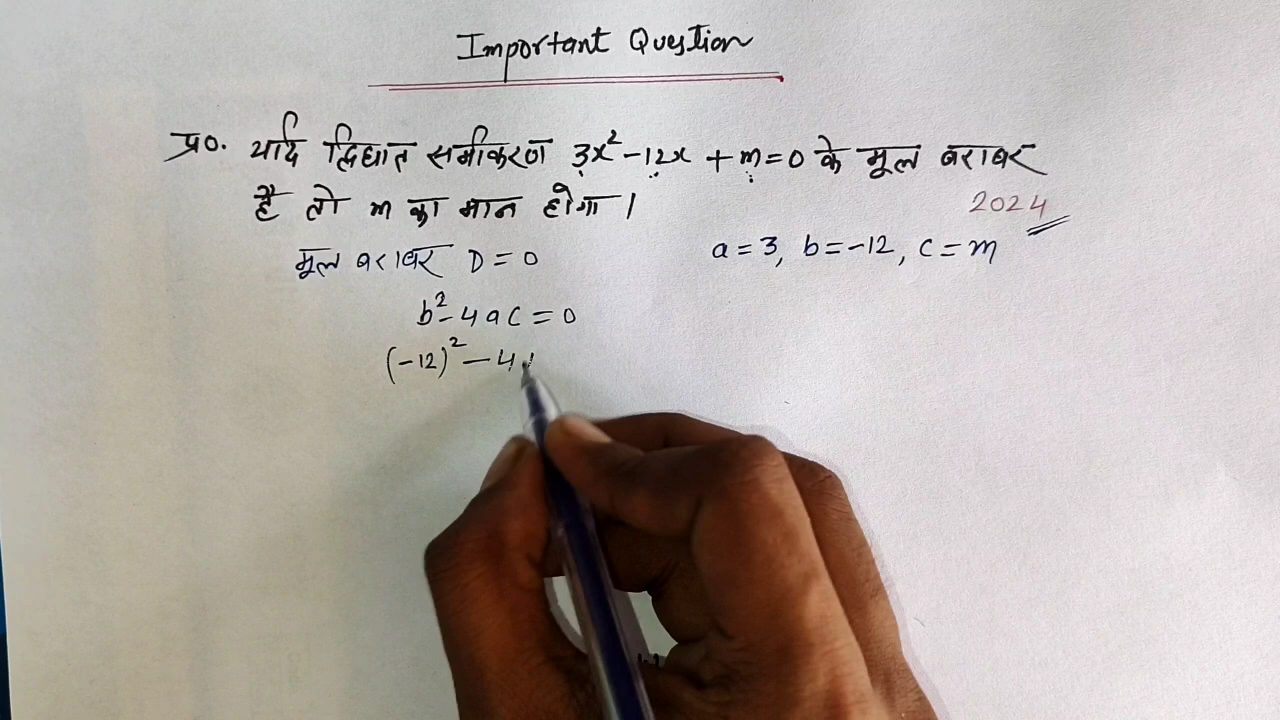 Important Question
प्र०. यदि द्विघात समीकरण 3x² - 12x + m = 0 के मूल बराबर
है तो m का मान होगा।
2024
मूल बराबर D = 0
a = 3, b = -12, c = m
b² - 4ac = 0
(-12)² - 4